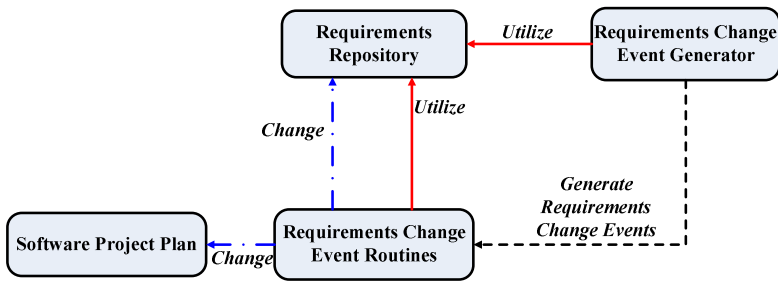 Requirements
Repository
Utilize
Requirements Change
Event Generator
Change
Utilize
Generate
Requirements
Change Events
Software Project Plan
Change
Requirements Change
Event Routines